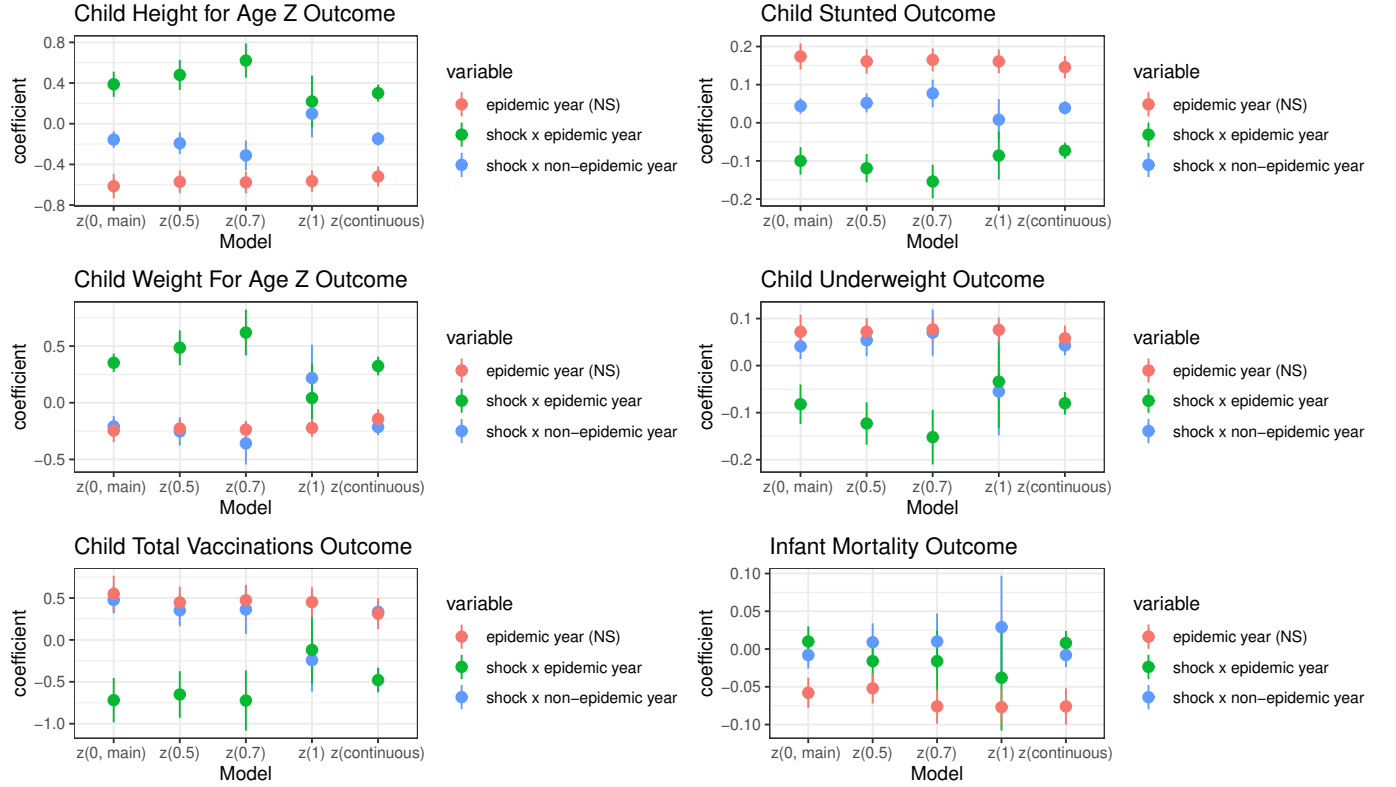 Child Height for Age Z Outcome
coefficient
0.8
0.4
0.0
−0.4
−0.8
z(0, main) z(0.5) z(0.7) z(1) z(continuous)
Model
variable
epidemic year (NS)
shock x epidemic year
shock x non−epidemic year
Child Stunted Outcome
coefficient
0.2
0.1
0.0
−0.1
−0.2
z(0, main) z(0.5) z(0.7) z(1) z(continuous)
Model
variable
epidemic year (NS)
shock x epidemic year
shock x non−epidemic year
Child Weight For Age Z Outcome
coefficient
0.5
0.0
−0.5
z(0, main) z(0.5) z(0.7) z(1) z(continuous)
Model
variable
epidemic year (NS)
shock x epidemic year
shock x non−epidemic year
Child Underweight Outcome
coefficient
0.1
0.0
−0.1
−0.2
z(0, main) z(0.5) z(0.7) z(1) z(continuous)
Model
variable
epidemic year (NS)
shock x epidemic year
shock x non−epidemic year
Child Total Vaccinations Outcome
coefficient
0.5
0.0
−0.5
−1.0
z(0, main) z(0.5) z(0.7) z(1) z(continuous)
Model
variable
epidemic year (NS)
shock x epidemic year
shock x non−epidemic year
Infant Mortality Outcome
coefficient
0.10
0.05
0.00
−0.05
−0.10
z(0, main) z(0.5) z(0.7) z(1) z(continuous)
Model
variable
epidemic year (NS)
shock x epidemic year
shock x non−epidemic year